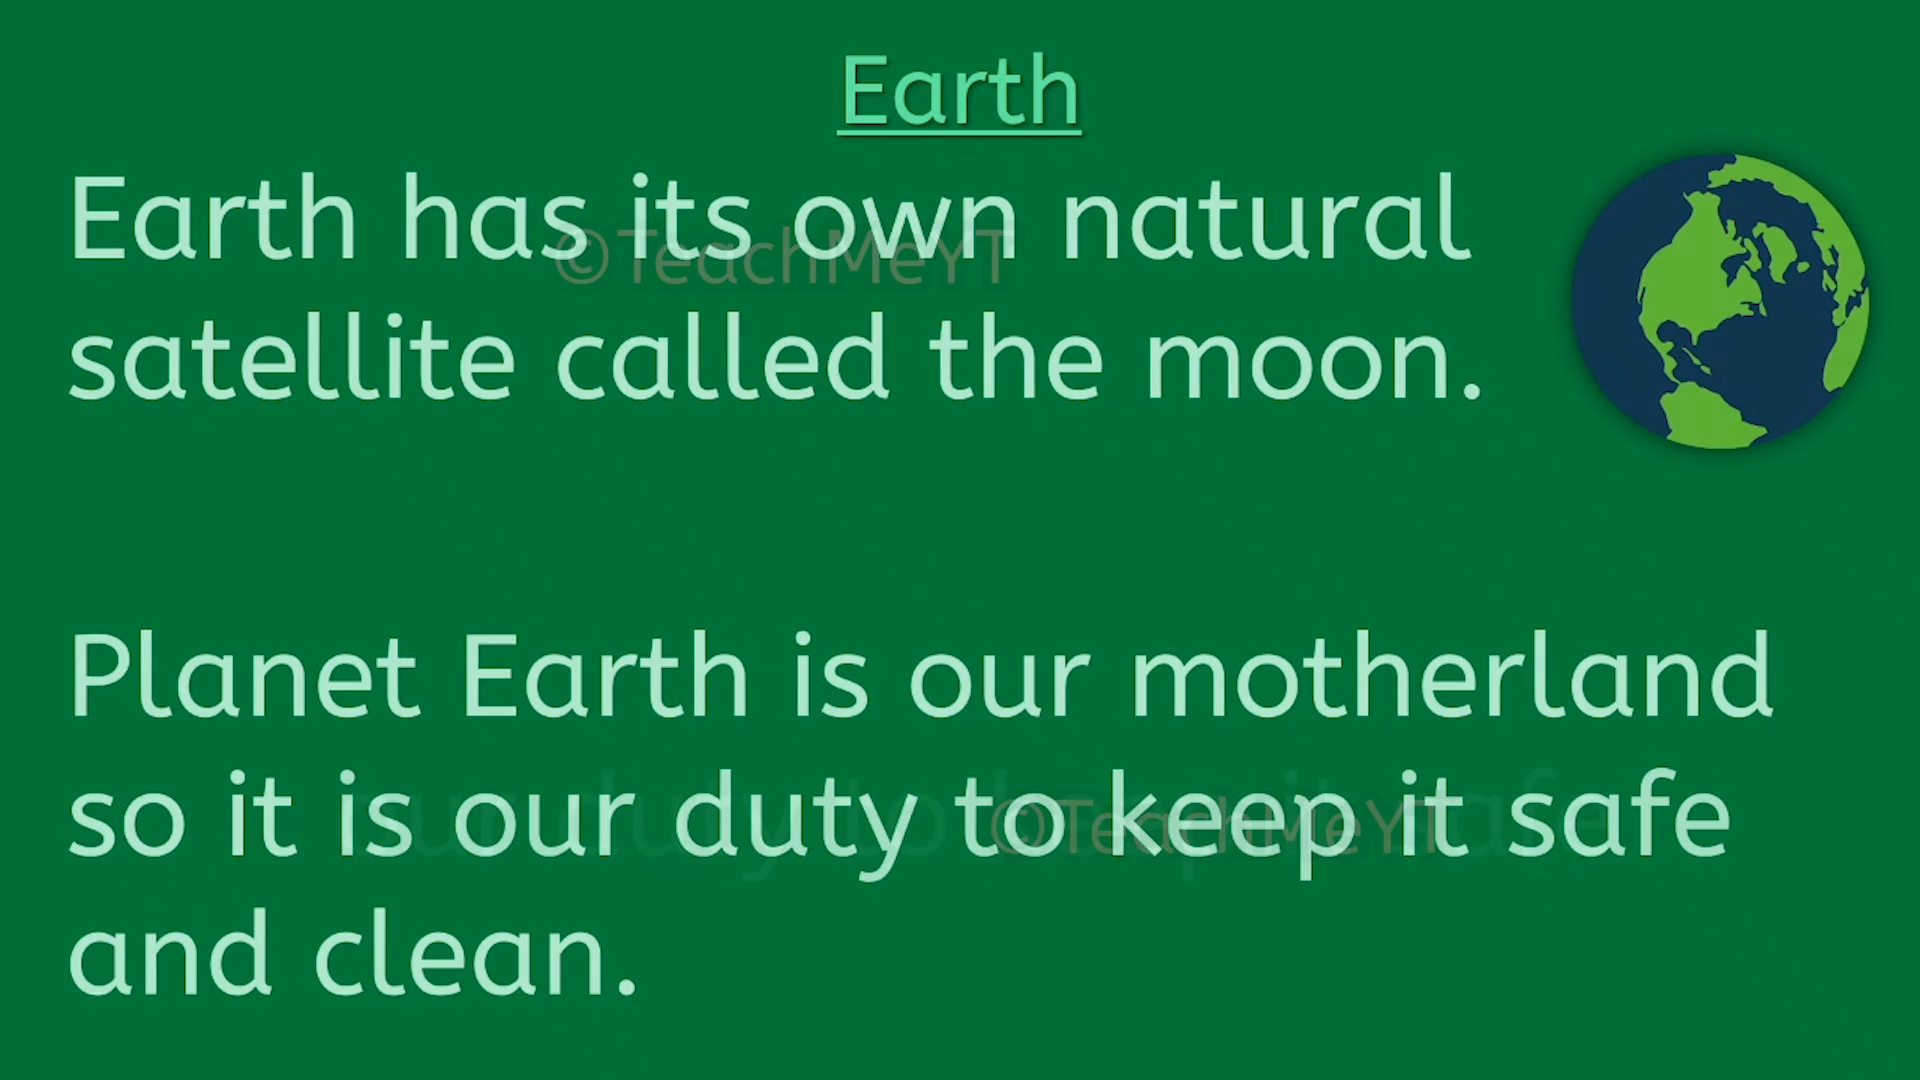 Earth
Earth has its own natural
©TeachMeYT
satellite called the moon.
Planet Earth is our motherland
so it is our duty to keep it safe
©TeachMeYT
and clean.